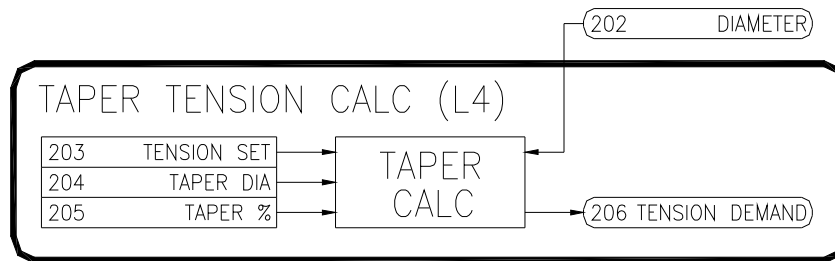 202 DIAMETER
TAPER TENSION CALC (L4)
203 TENSION SET
204 TAPER DIA
205 TAPER %
TAPER
CALC
206 TENSION DEMAND